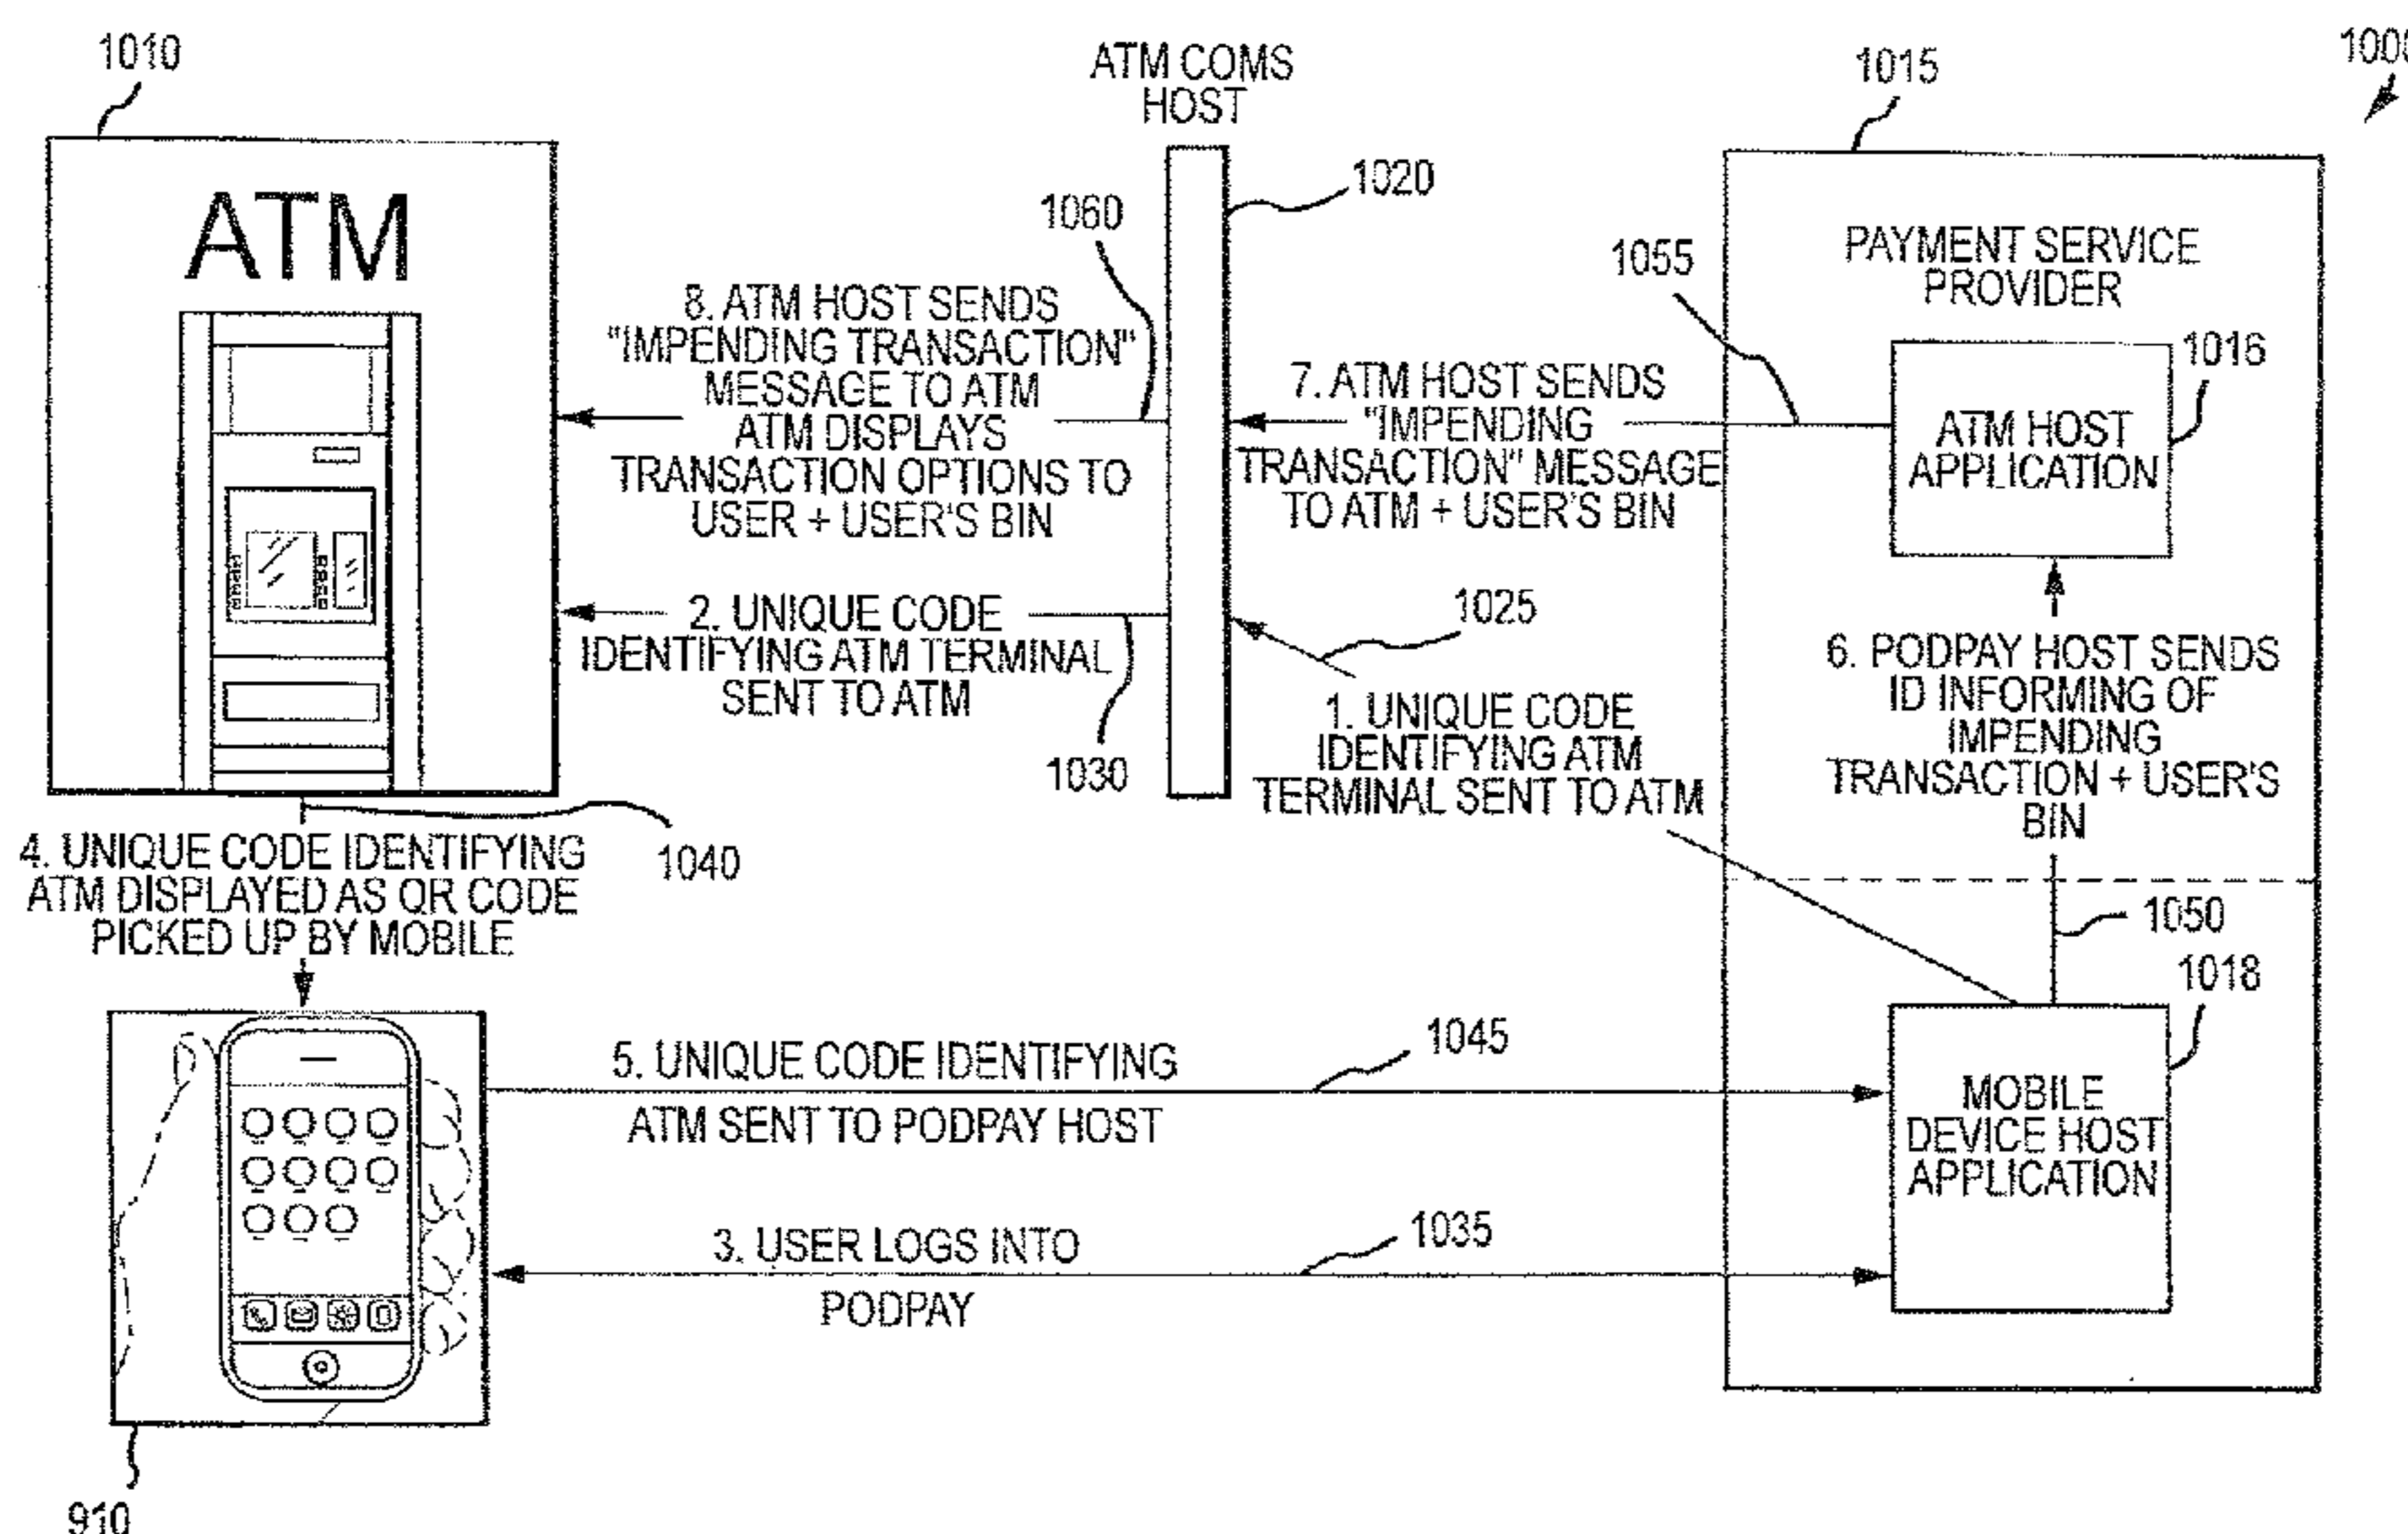 1010
ATM COMS
HOST
1015
1000
1020
1060
ATM
PAYMENT SERVICE
PROVIDER
1055
8. ATM HOST SENDS
"IMPENDING TRANSACTION"
MESSAGE TO ATM
ATM DISPLAYS
TRANSACTION OPTIONS TO
USER + USER'S BIN
7. ATM HOST SENDS
"IMPENDING
TRANSACTION" MESSAGE
TO ATM + USER'S BIN
1016
ATM HOST
APPLICATION
2. UNIQUE CODE
IDENTIFYING ATM TERMINAL
SENT TO ATM
1025
1030
1. UNIQUE CODE
IDENTIFYING ATM
TERMINAL SENT TO ATM
6. PODPAY HOST SENDS
ID INFORMING OF
IMPENDING
TRANSACTION + USER'S
BIN
1040
4. UNIQUE CODE IDENTIFYING
ATM DISPLAYED AS QR CODE
PICKED UP BY MOBILE
1050
1018
5. UNIQUE CODE IDENTIFYING
ATM SENT TO PODPAY HOST
1045
MOBILE
DEVICE HOST
APPLICATION
3. USER LOGS INTO
PODPAY
1035
910